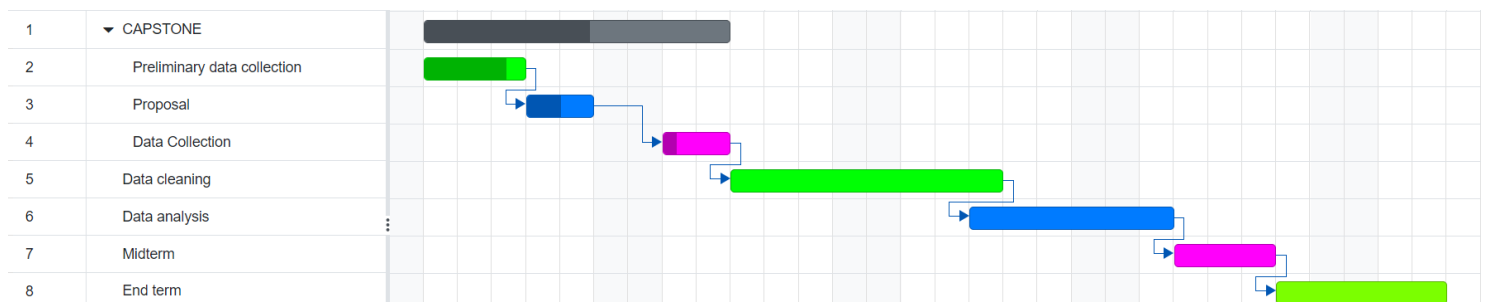 1 CAPSTONE
2 Preliminary data collection
3 Proposal
4 Data Collection
5 Data cleaning
6 Data analysis
7 Midterm
8 End term